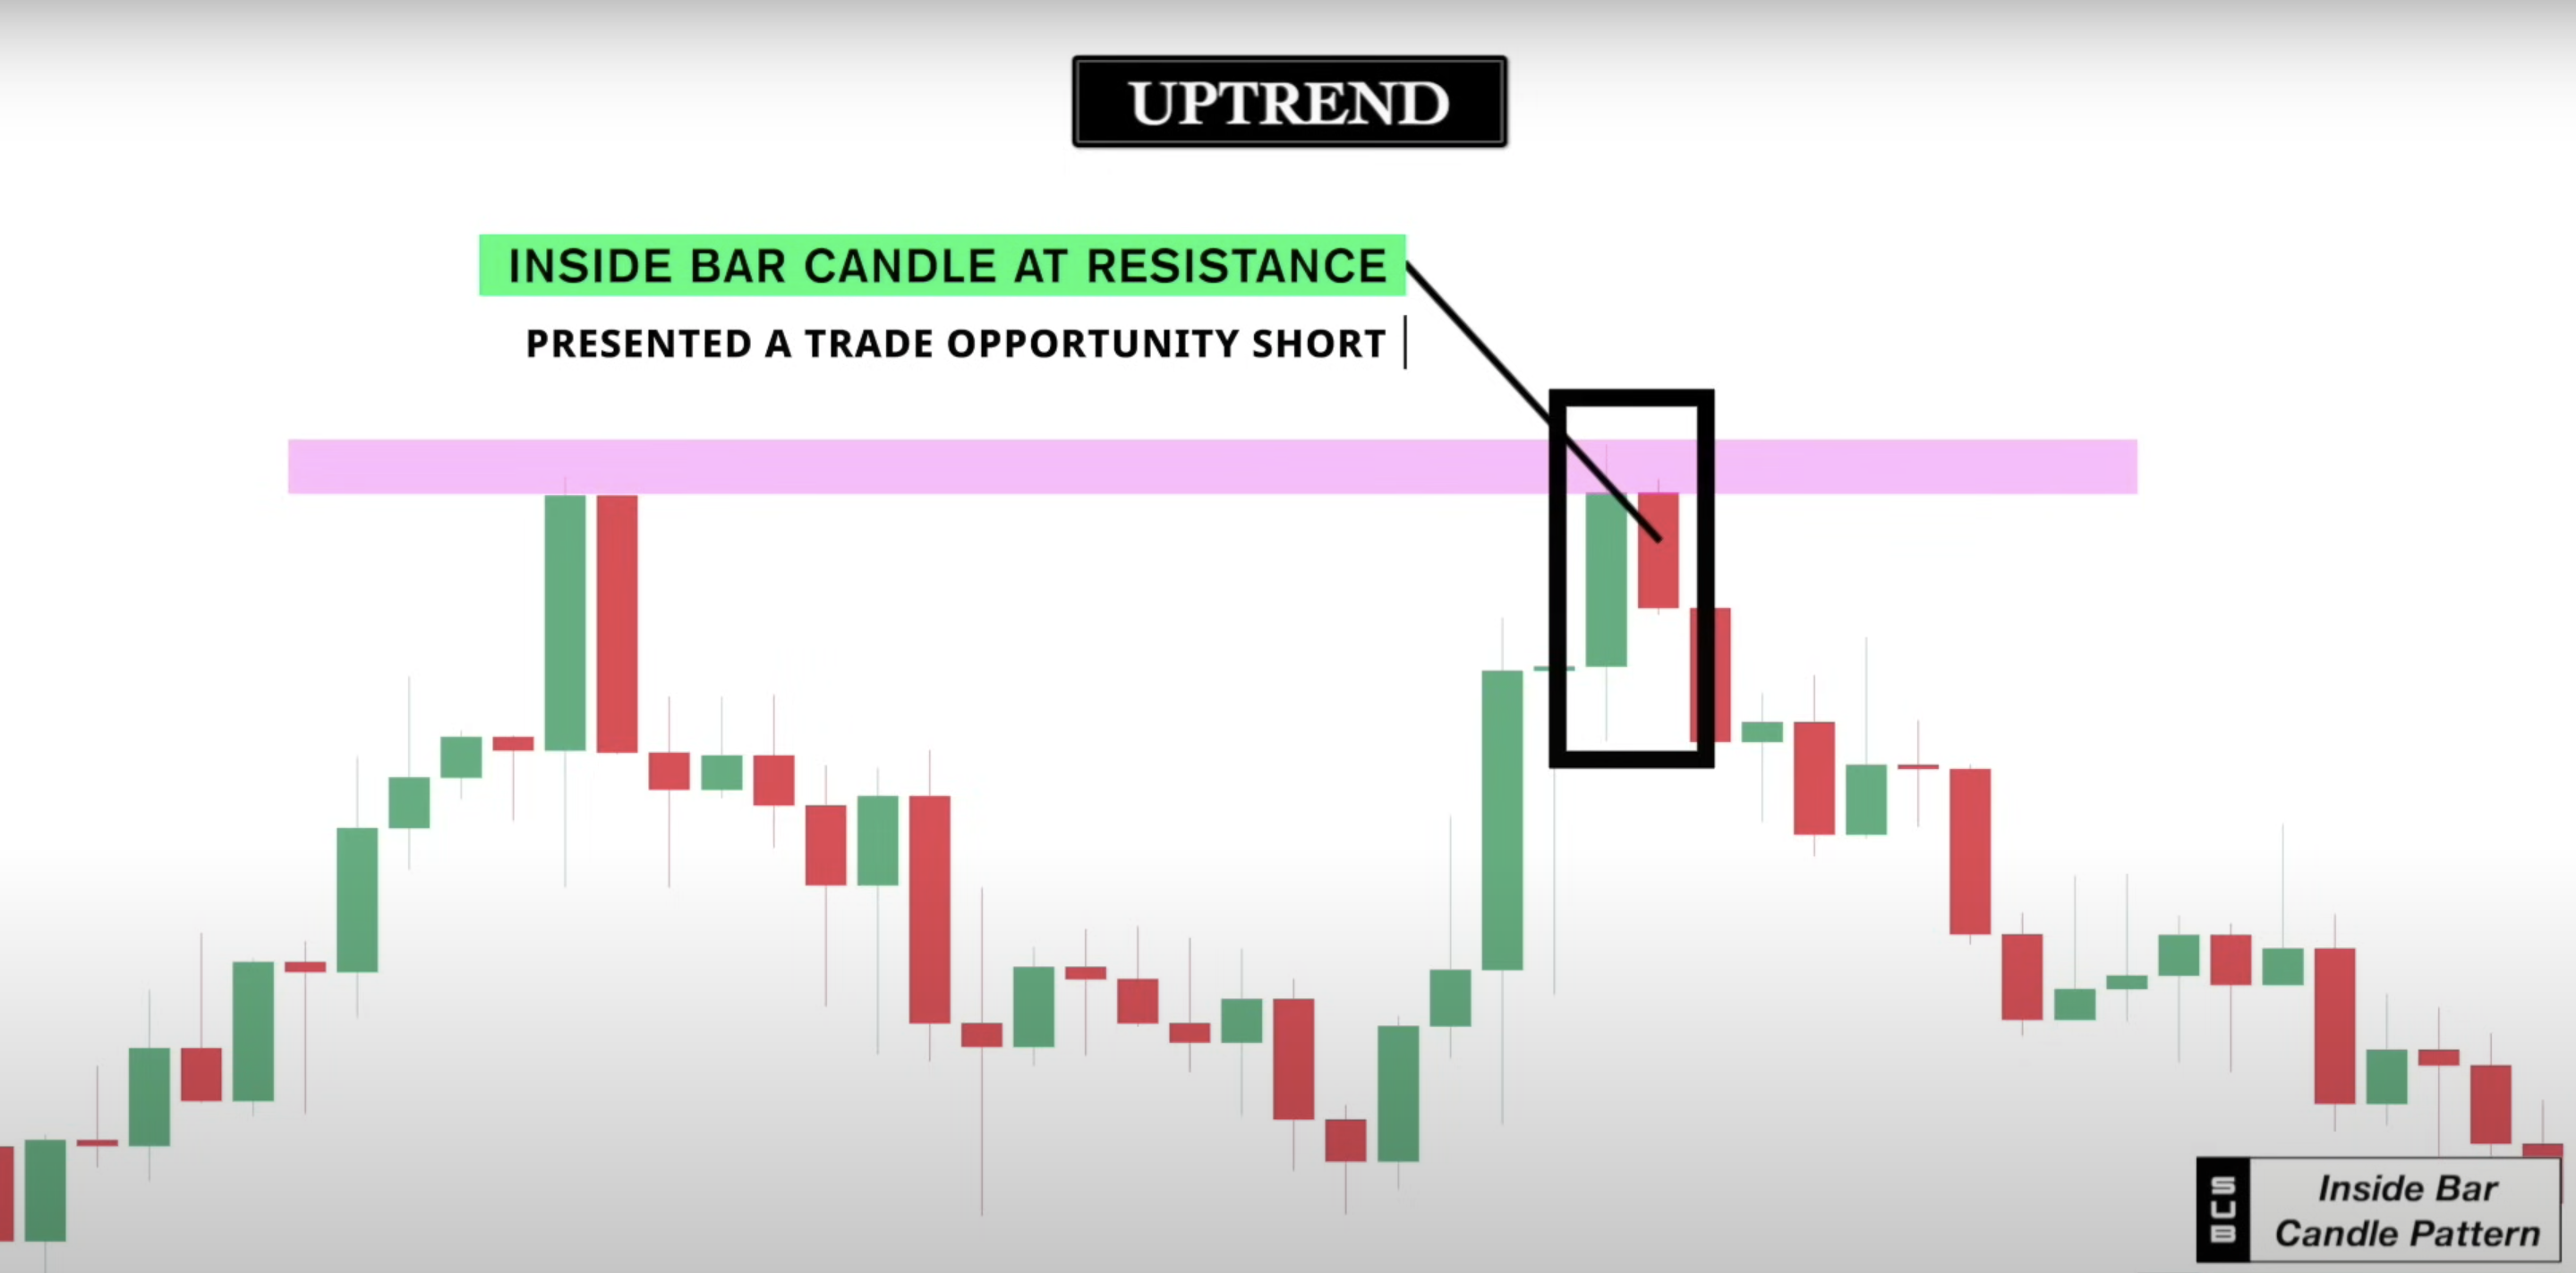 UPTREND
INSIDE BAR CANDLE AT RESISTANCE
PRESENTED A TRADE OPPORTUNITY SHORT
SUB
Inside Bar
Candle Pattern